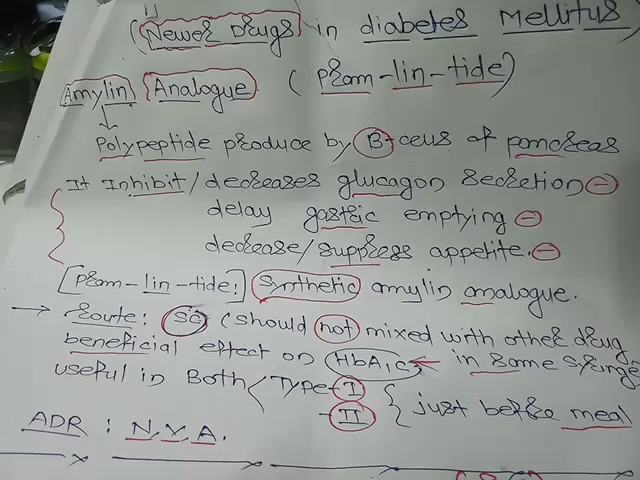 (Newer Drugs) in diabetes Mellitus
Amylin Analogue (Pram-lin-tide)
Polypeptide produce by B-cells of pancreas
It Inhibit/decreases glucagon secretion -
delay gastric emptying -
decrease/suppress appetite. -
[Pram-lin-tide:] Synthetic amylin analogue.
→ Route: SC (should not mixed with other drug
beneficial effect on HbA1c ← in same syringe
useful in Both < Type-I
-II } just before meal
ADR : N.V.A.